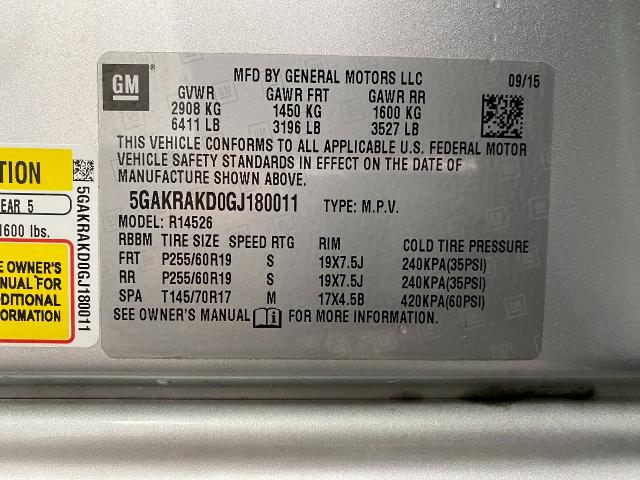 GM
MFD BY GENERAL MOTORS LLC 09/15
GVWR GAWR FRT GAWR RR
2908 KG 1450 KG 1600 KG
6411 LB 3196 LB 3527 LB
THIS VEHICLE CONFORMS TO ALL APPLICABLE U.S. FEDERAL MOTOR
VEHICLE SAFETY STANDARDS IN EFFECT ON THE DATE OF
MANUFACTURE SHOWN ABOVE.
5GAKRAKD0GJ180011 TYPE: M.P.V.
MODEL: R14526
RBBM TIRE SIZE SPEED RTG RIM COLD TIRE PRESSURE
FRT P255/60R19 S 19X7.5J 240KPA(35PSI)
RR P255/60R19 S 19X7.5J 240KPA(35PSI)
SPA T145/70R17 M 17X4.5B 420KPA(60PSI)
SEE OWNER'S MANUAL FOR MORE INFORMATION.
TION
EAR 5
1600 lbs.
E OWNER'S
NUAL FOR
DITIONAL
ORMATION
5GAKRAKD0GJ180011